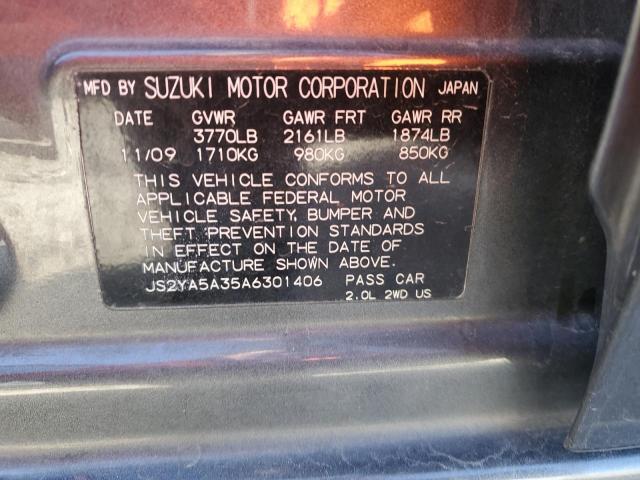 MFD BY SUZUKI MOTOR CORPORATION JAPAN
DATE GVWR GAWR FRT GAWR RR
3770LB 2161LB 1874LB
11/09 1710KG 980KG 850KG
THIS VEHICLE CONFORMS TO ALL
APPLICABLE FEDERAL MOTOR
VEHICLE SAFETY, BUMPER AND
THEFT PREVENTION STANDARDS
IN EFFECT ON THE DATE OF
MANUFACTURE SHOWN ABOVE.
JS2YA5A35A6301406 PASS CAR
2.0L 2WD US